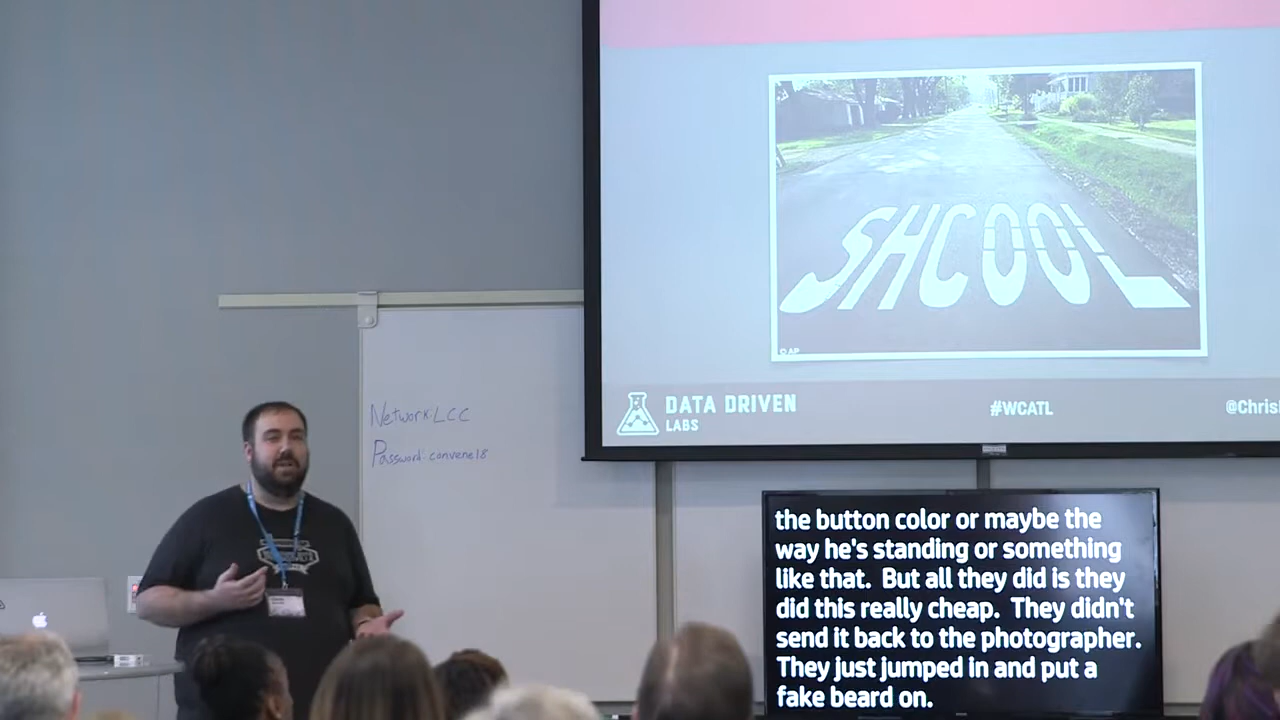 SHCOOL
© AP
DATA DRIVEN
LABS
#WCATL
Network: LCC
Password: convene18
the button color or maybe the
way he's standing or something
like that. But all they did is they
did this really cheap. They didn't
send it back to the photographer.
They just jumped in and put a
fake beard on.